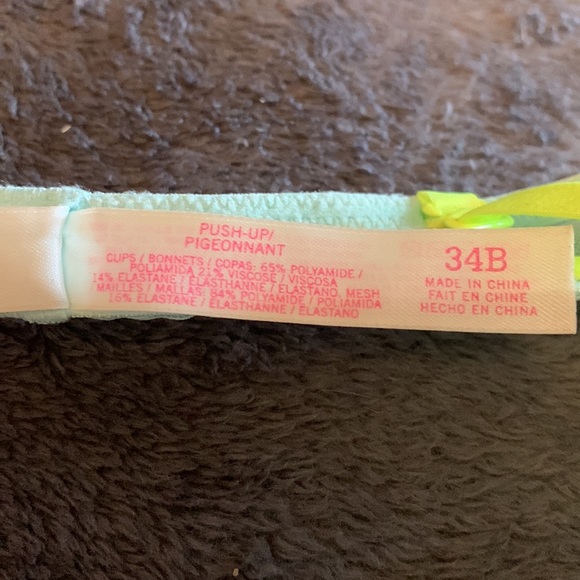 PUSH-UP/
PIGEONNANT
CUPS / BONNETS / COPAS: 65% POLYAMIDE /
POLIAMIDA 21% VISCOSE / VISCOSA
14% ELASTANE / ELASTHANNE / ELASTANO, MESH
MAILLES / MALLAS: 84% POLYAMIDE / POLIAMIDA
16% ELASTANE / ELASTHANNE / ELASTANO
34B
MADE IN CHINA
FAIT EN CHINE
HECHO EN CHINA